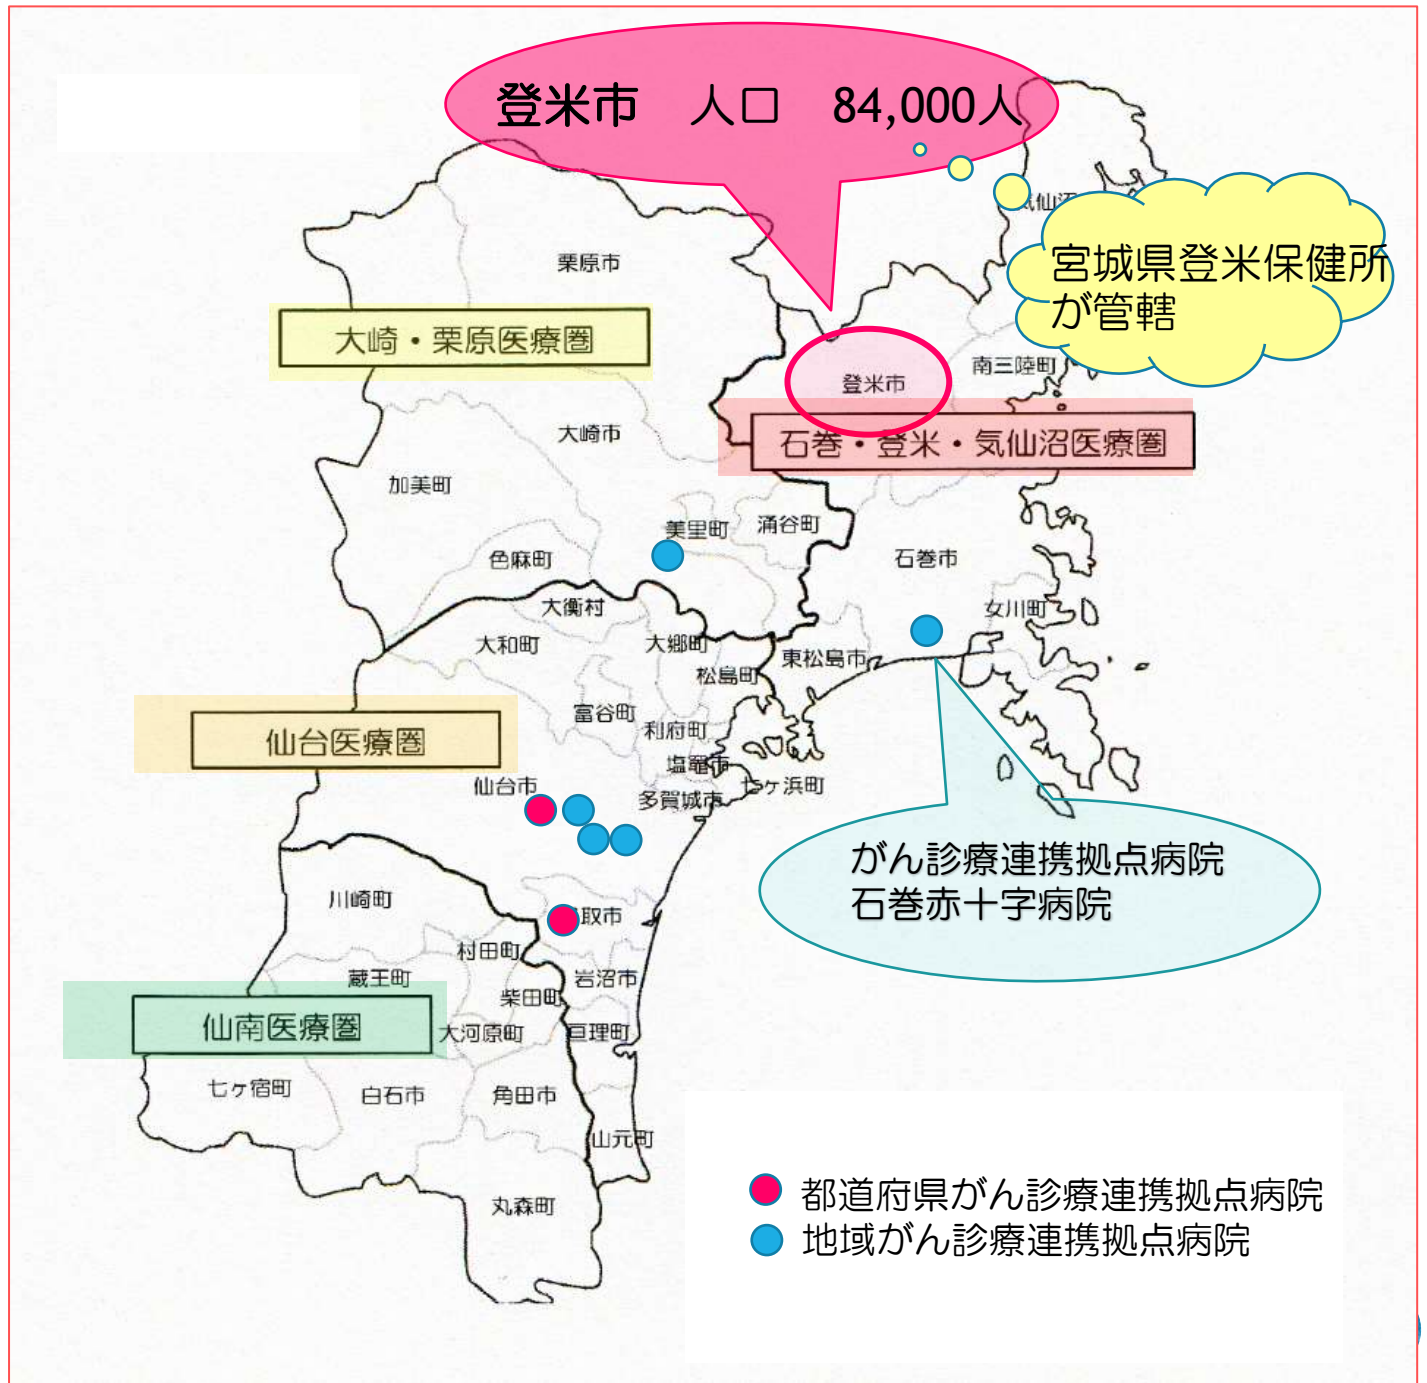 登米市　人口　84,000人
気仙沼
宮城県登米保健所
が管轄
栗原市
大崎・栗原医療圏
南三陸町
登米市
大崎市
石巻・登米・気仙沼医療圏
加美町
美里町
涌谷町
色麻町
石巻市
大衡村
女川町
大和町
大郷町
東松島市
松島町
富谷町
利府町
仙台医療圏
塩竈市
仙台市
多賀城市
七ヶ浜町
がん診療連携拠点病院
石巻赤十字病院
川崎町
取市
村田町
蔵王町
岩沼市
柴田町
仙南医療圏
大河原町
亘理町
七ヶ宿町
白石市
角田市
山元町
都道府県がん診療連携拠点病院
丸森町
地域がん診療連携拠点病院